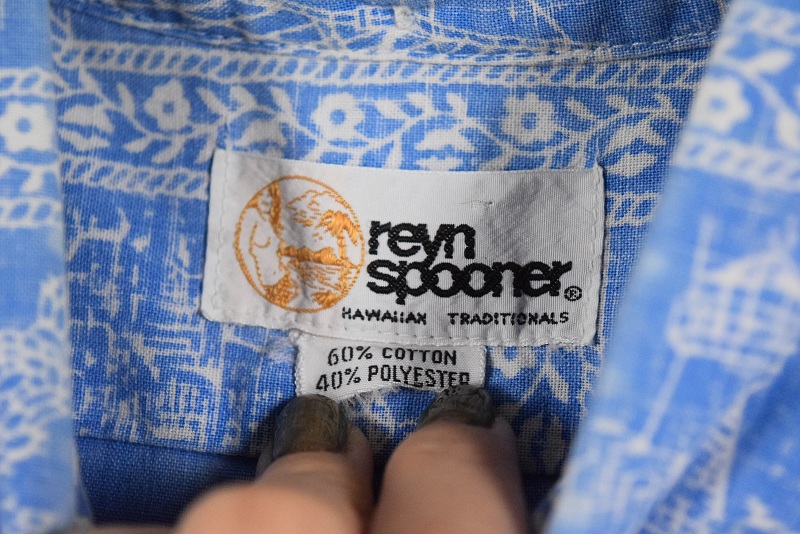 reyn
spooner®
HAWAIIAN TRADITIONALS
60% COTTON
40% POLYESTER